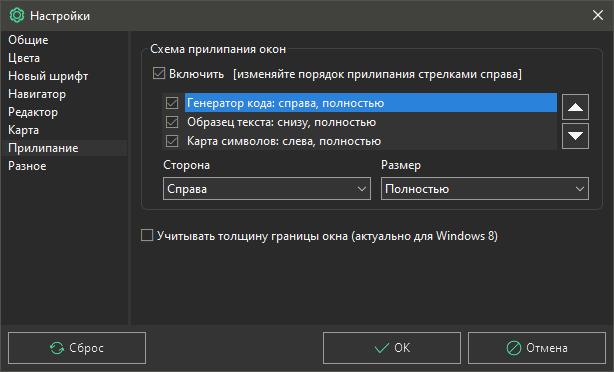 Настройки
Общие
Цвета
Новый шрифт
Навигатор
Редактор
Карта
Прилипание
Разное
Схема прилипания окон
Включить [изменяйте порядок прилипания стрелками справа]
Генератор кода: справа, полностью
Образец текста: снизу, полностью
Карта символов: слева, полностью
Сторона Размер
Справа Полностью
Учитывать толщину границы окна (актуально для Windows 8)
Сброс OK Отмена